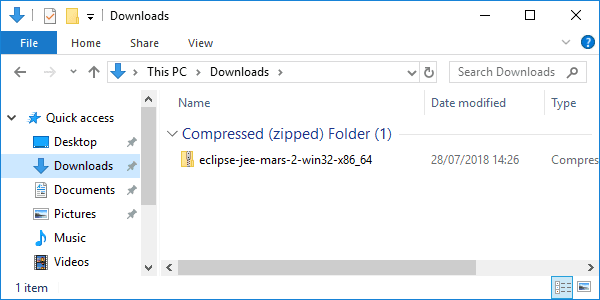 Downloads
File Home Share View
This PC Downloads Search Downloads
Name Date modified Type
Quick access
Compressed (zipped) Folder (1)
Desktop
eclipse-jee-mars-2-win32-x86_64 28/07/2018 14:26 Compres
Downloads
Documents
Pictures
Music
Videos
1 item